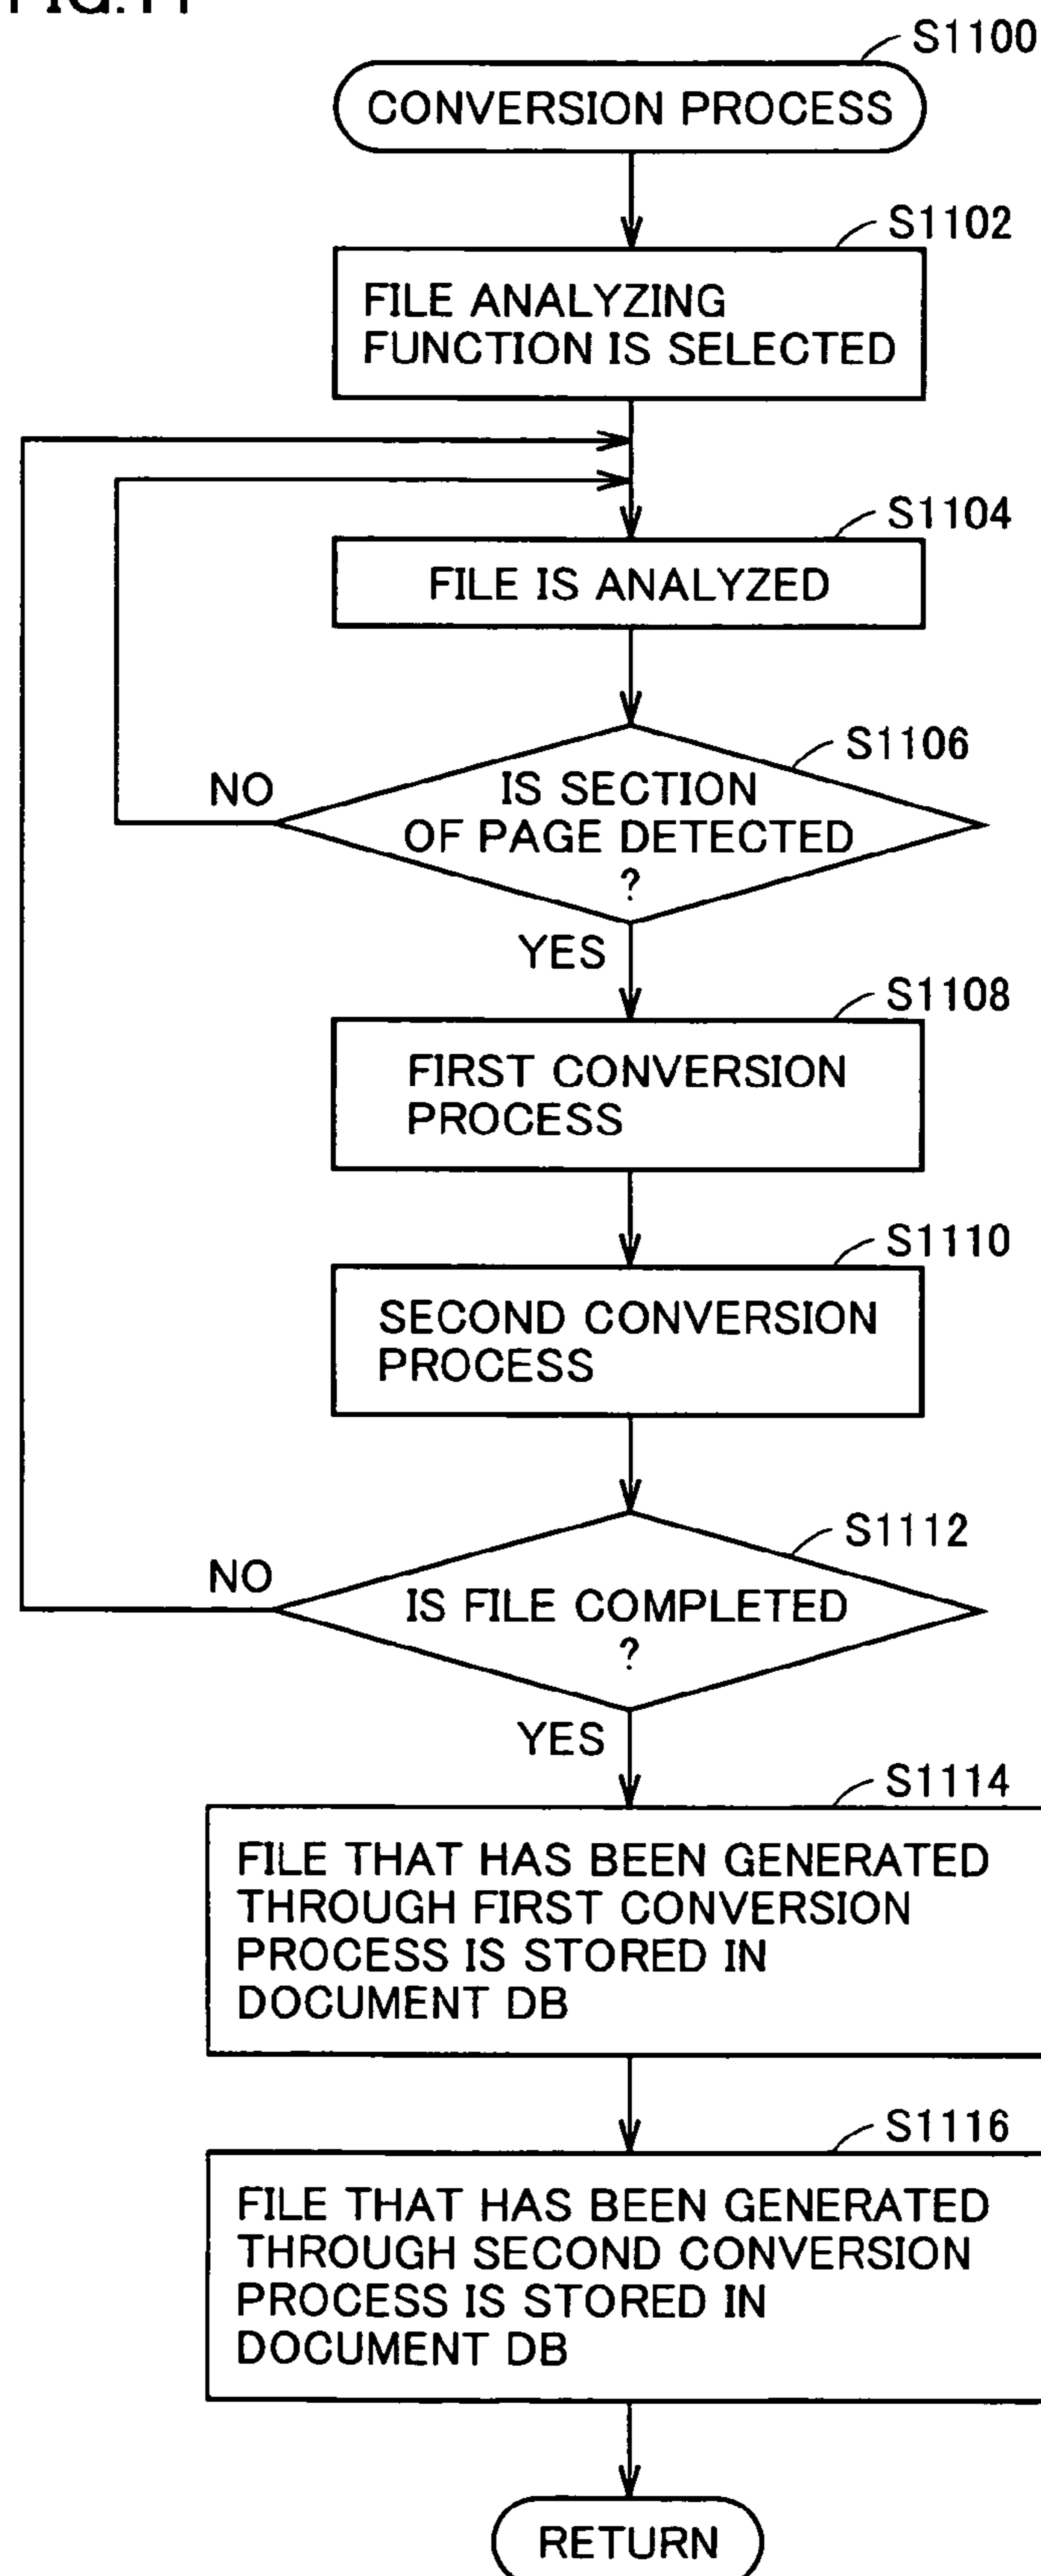 FIG.11
S1100
CONVERSION PROCESS
S1102
FILE ANALYZING
FUNCTION IS SELECTED
S1104
FILE IS ANALYZED
S1106
NO
IS SECTION
OF PAGE DETECTED
?
YES
S1108
FIRST CONVERSION
PROCESS
S1110
SECOND CONVERSION
PROCESS
S1112
NO
IS FILE COMPLETED
?
YES
S1114
FILE THAT HAS BEEN GENERATED
THROUGH FIRST CONVERSION
PROCESS IS STORED IN
DOCUMENT DB
S1116
FILE THAT HAS BEEN GENERATED
THROUGH SECOND CONVERSION
PROCESS IS STORED IN
DOCUMENT DB
RETURN